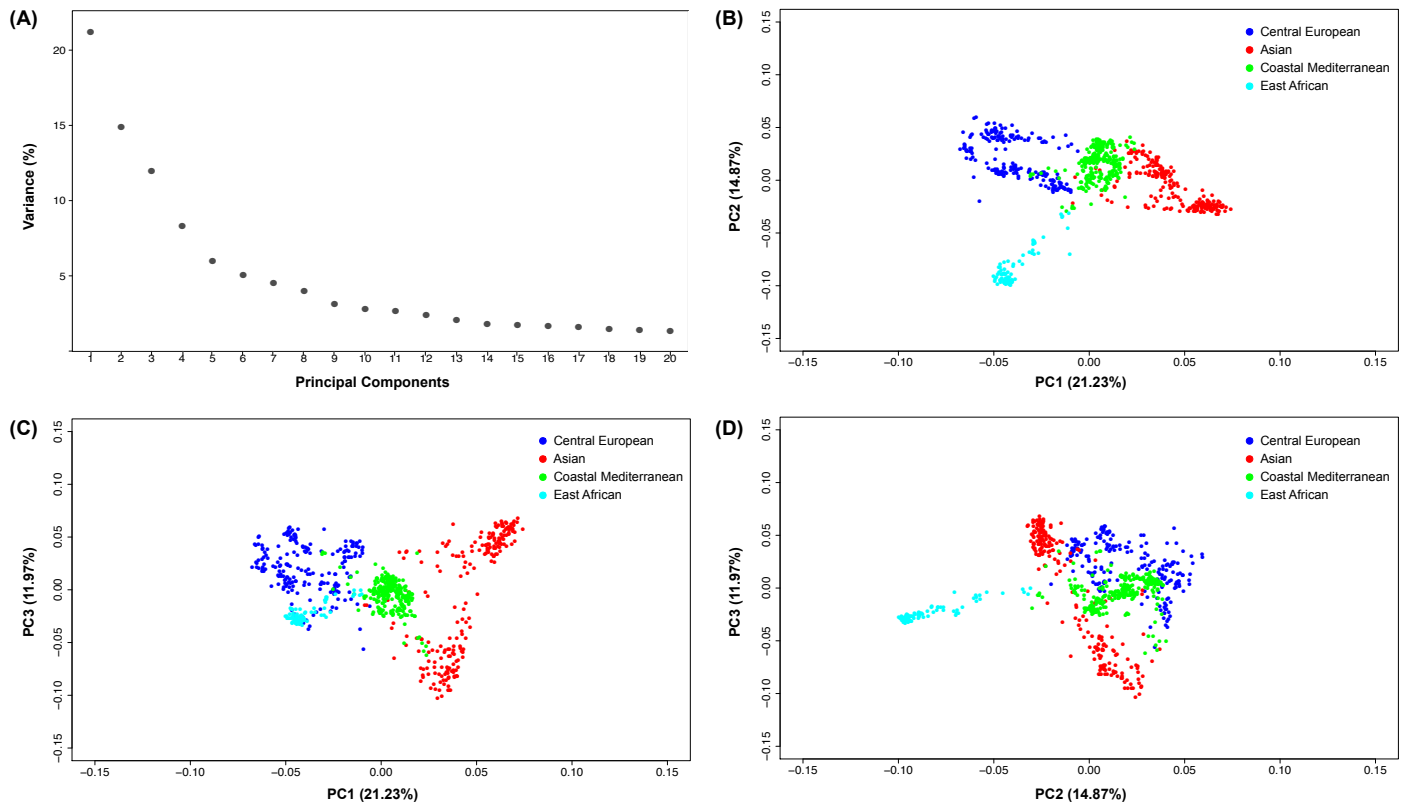 (A)
Variance (%)
20
15
10
5
1 2 3 4 5 6 7 8 9 10 11 12 13 14 15 16 17 18 19 20
Principal Components
(B)
PC2 (14.87%)
0.15
0.10
0.05
0.00
−0.05
−0.10
−0.15
Central European
Asian
Coastal Mediterranean
East African
−0.15 −0.10 −0.05 0.00 0.05 0.10 0.15
PC1 (21.23%)
(C)
PC3 (11.97%)
0.15
0.10
0.05
0.00
−0.05
−0.10
−0.15
Central European
Asian
Coastal Mediterranean
East African
−0.15 −0.10 −0.05 0.00 0.05 0.10 0.15
PC1 (21.23%)
(D)
PC3 (11.97%)
0.15
0.10
0.05
0.00
−0.05
−0.10
−0.15
Central European
Asian
Coastal Mediterranean
East African
−0.15 −0.10 −0.05 0.00 0.05 0.10 0.15
PC2 (14.87%)